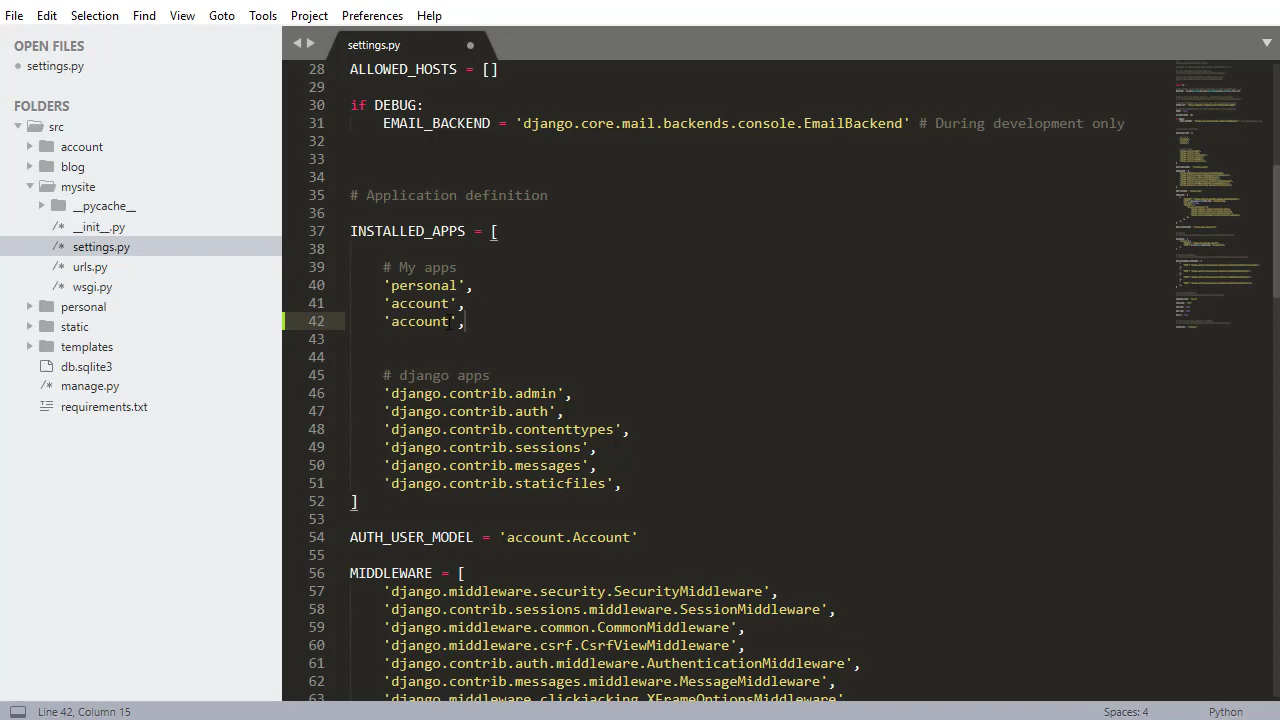 File Edit Selection Find View Goto Tools Project Preferences Help
OPEN FILES
settings.py
FOLDERS
src
account
blog
mysite
__pycache__
__init__.py
settings.py
urls.py
wsgi.py
personal
static
templates
db.sqlite3
manage.py
requirements.txt
settings.py
28 ALLOWED_HOSTS = []
29
30 if DEBUG:
31     EMAIL_BACKEND = 'django.core.mail.backends.console.EmailBackend' # During development only
32
33
34
35 # Application definition
36
37 INSTALLED_APPS = [
38
39     # My apps
40     'personal',
41     'account',
42     'account',
43
44
45     # django apps
46     'django.contrib.admin',
47     'django.contrib.auth',
48     'django.contrib.contenttypes',
49     'django.contrib.sessions',
50     'django.contrib.messages',
51     'django.contrib.staticfiles',
52 ]
53
54 AUTH_USER_MODEL = 'account.Account'
55
56 MIDDLEWARE = [
57     'django.middleware.security.SecurityMiddleware',
58     'django.contrib.sessions.middleware.SessionMiddleware',
59     'django.middleware.common.CommonMiddleware',
60     'django.middleware.csrf.CsrfViewMiddleware',
61     'django.contrib.auth.middleware.AuthenticationMiddleware',
62     'django.contrib.messages.middleware.MessageMiddleware',
63     'django.middleware.clickjacking.XFrameOptionsMiddleware'
Line 42, Column 15
Spaces: 4
Python